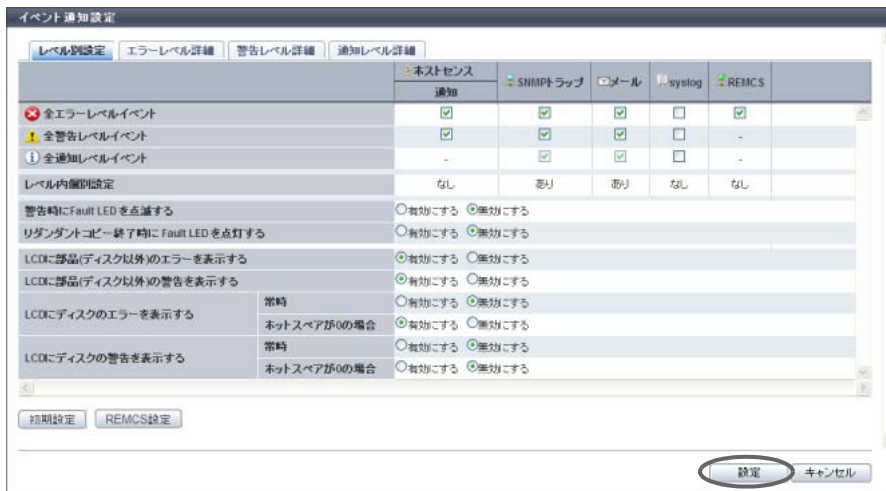 イベント通知設定
レベル別設定 エラーレベル詳細 警告レベル詳細 通知レベル詳細
ホストセンス SNMPトラップ メール syslog REMCS
通知
全エラーレベルイベント
全警告レベルイベント -
全通知レベルイベント - -
レベル内個別設定 なし あり あり なし なし
警告時にFault LEDを点滅する 有効にする 無効にする
リダンダントコピー終了時に Fault LEDを点灯する 有効にする 無効にする
LCDに部品(ディスク以外)のエラーを表示する 有効にする 無効にする
LCDに部品(ディスク以外)の警告を表示する 有効にする 無効にする
LCDにディスクのエラーを表示する 常時 有効にする 無効にする
ホットスペアが0の場合 有効にする 無効にする
LCDにディスクの警告を表示する 常時 有効にする 無効にする
ホットスペアが0の場合 有効にする 無効にする
初期設定 REMCS設定
設定 キャンセル